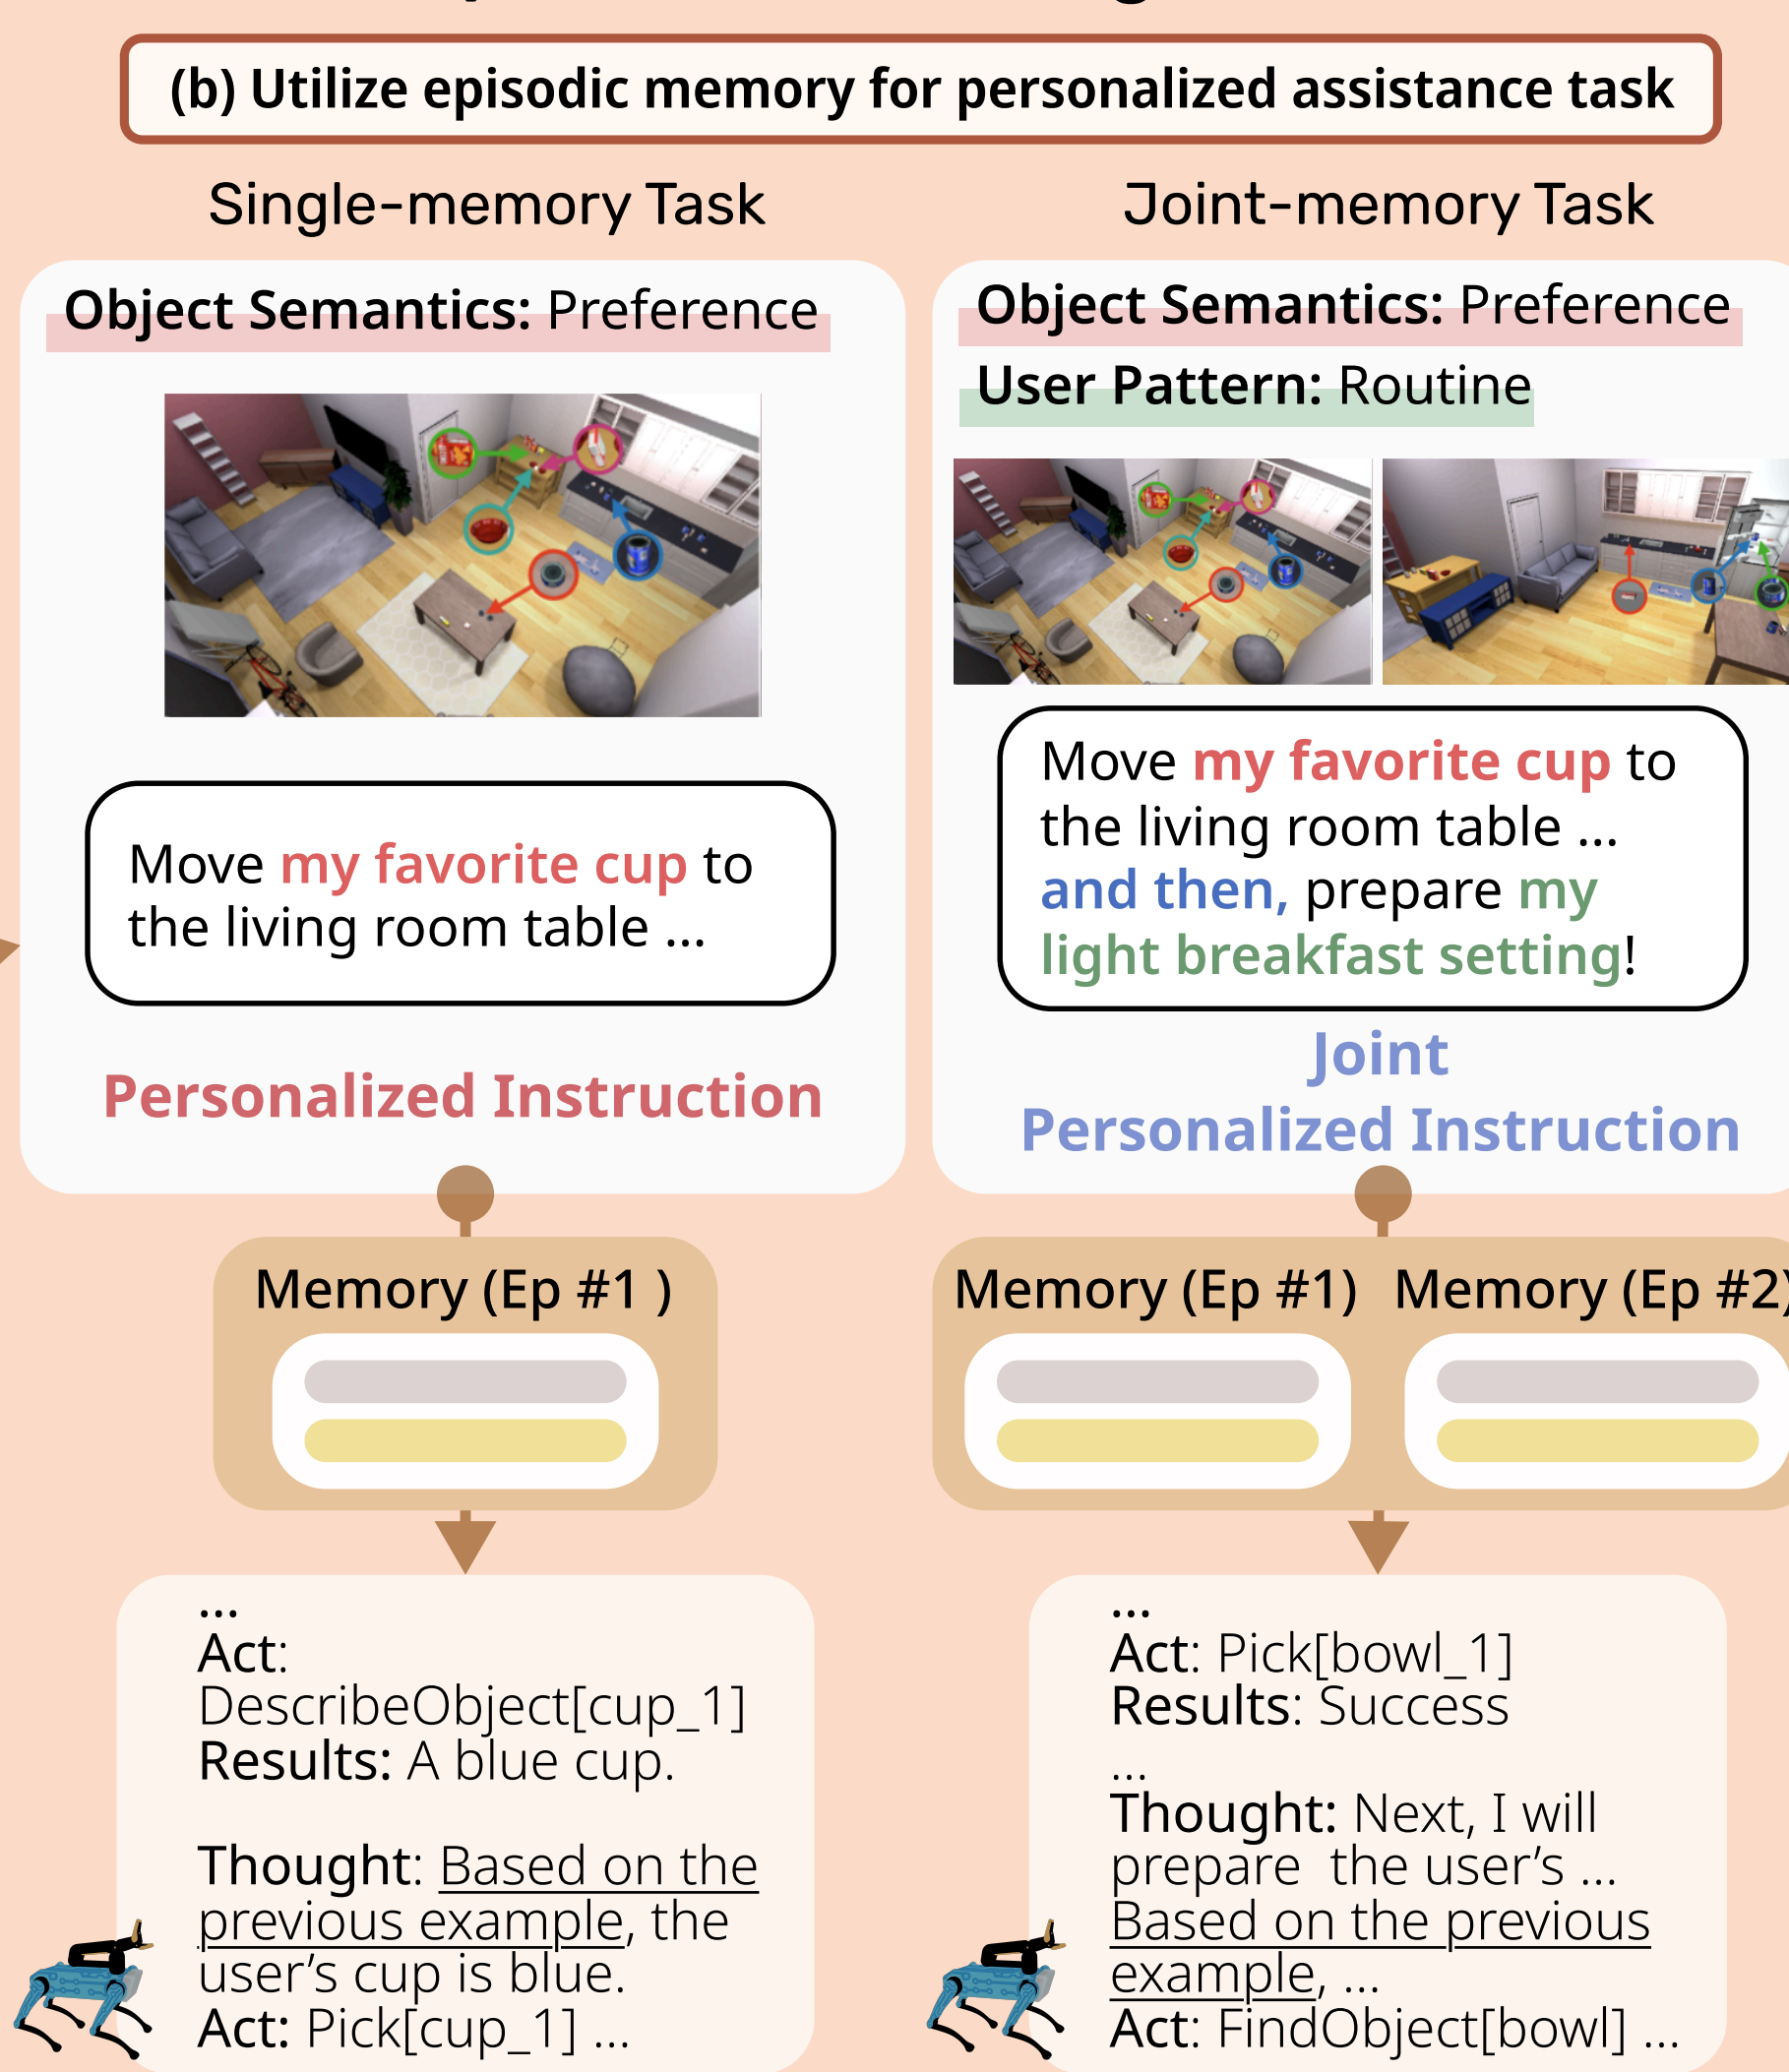 (b) Utilize episodic memory for personalized assistance task
Single-memory Task
Object Semantics: Preference
Move my favorite cup to
the living room table ...
Personalized Instruction
Memory (Ep #1 )
...
Act:
DescribeObject[cup_1]
Results: A blue cup.
Thought: Based on the
previous example, the
user's cup is blue.
Act: Pick[cup_1] ...
Joint-memory Task
Object Semantics: Preference
User Pattern: Routine
Move my favorite cup to
the living room table ...
and then, prepare my
light breakfast setting!
Joint
Personalized Instruction
Memory (Ep #1) Memory (Ep #2)
...
Act: Pick[bowl_1]
Results: Success
...
Thought: Next, I will
prepare the user's ...
Based on the previous
example, ...
Act: FindObject[bowl] ...